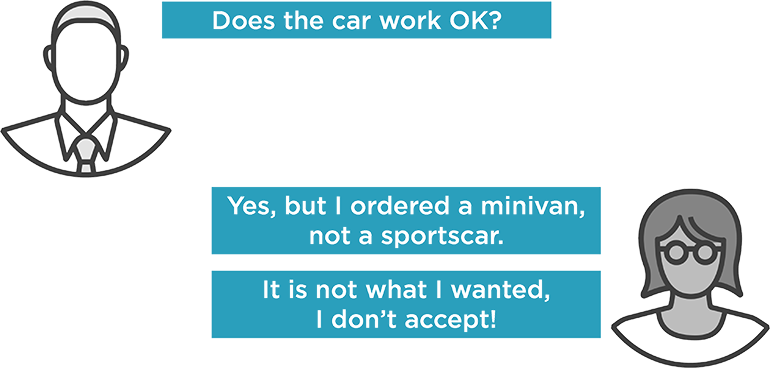 Does the car work OK?
Yes, but I ordered a minivan,
not a sportscar.
It is not what I wanted,
I don’t accept!